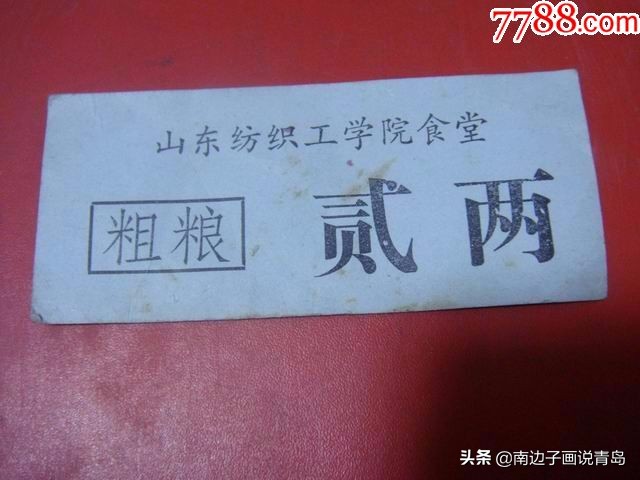 7788.com
山东纺织工学院食堂
粗粮 贰两
头条 @南边子画说青岛